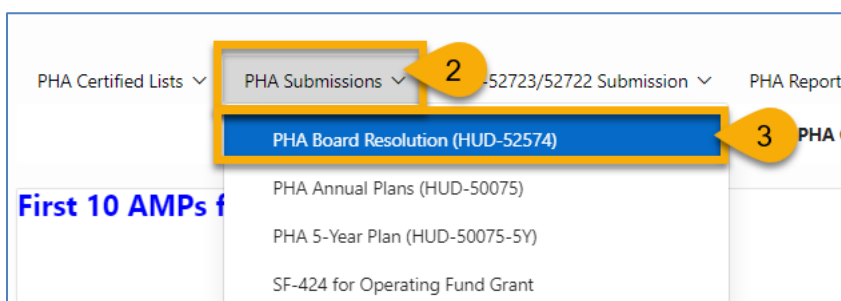 PHA Certified Lists PHA Submissions 2 -52723/52722 Submission PHA Report
PHA Board Resolution (HUD-52574) 3 PHA
PHA Annual Plans (HUD-50075)
First 10 AMPs f
PHA 5-Year Plan (HUD-50075-5Y)
SF-424 for Operating Fund Grant